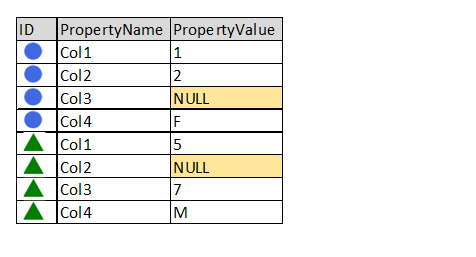 ID PropertyName PropertyValue
Col1 1
Col2 2
Col3 NULL
Col4 F
Col1 5
Col2 NULL
Col3 7
Col4 M